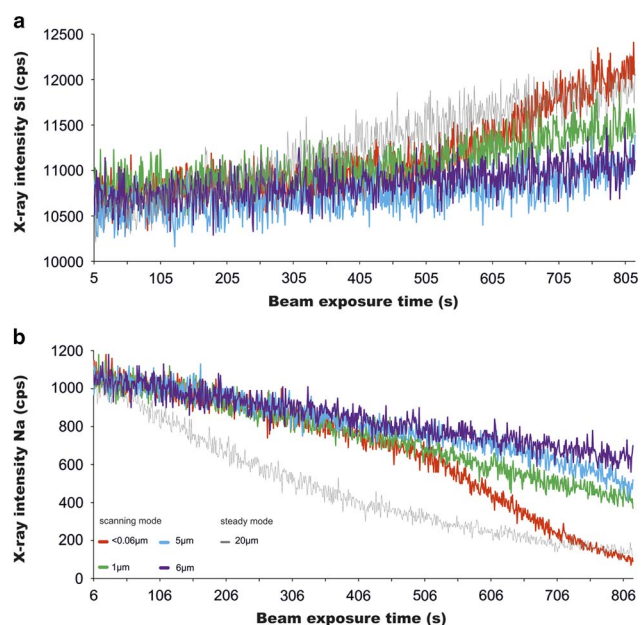 a
12500
12000
11500
11000
10500
10000
X-ray intensity Si (cps)
5 105 205 305 405 505 605 705 805
Beam exposure time (s)
b
1200
1000
800
600
400
200
0
X-ray intensity Na (cps)
scanning mode steady mode
<0.06µm 5µm 20µm
1µm 6µm
6 106 206 306 406 506 606 706 806
Beam exposure time (s)